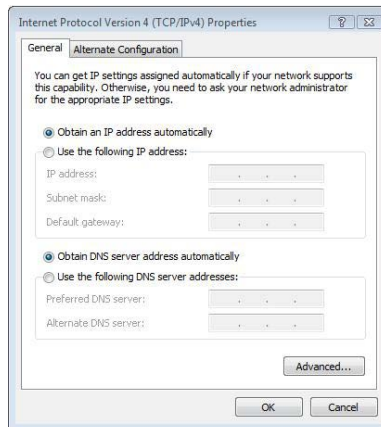 Internet Protocol Version 4 (TCP/IPv4) Properties
General
Alternate Configuration
You can get IP settings assigned automatically if your network supports
this capability. Otherwise, you need to ask your network administrator
for the appropriate IP settings.
Obtain an IP address automatically
Use the following IP address:
IP address:
Subnet mask:
Default gateway:
Obtain DNS server address automatically
Use the following DNS server addresses:
Preferred DNS server:
Alternate DNS server:
Advanced...
OK
Cancel